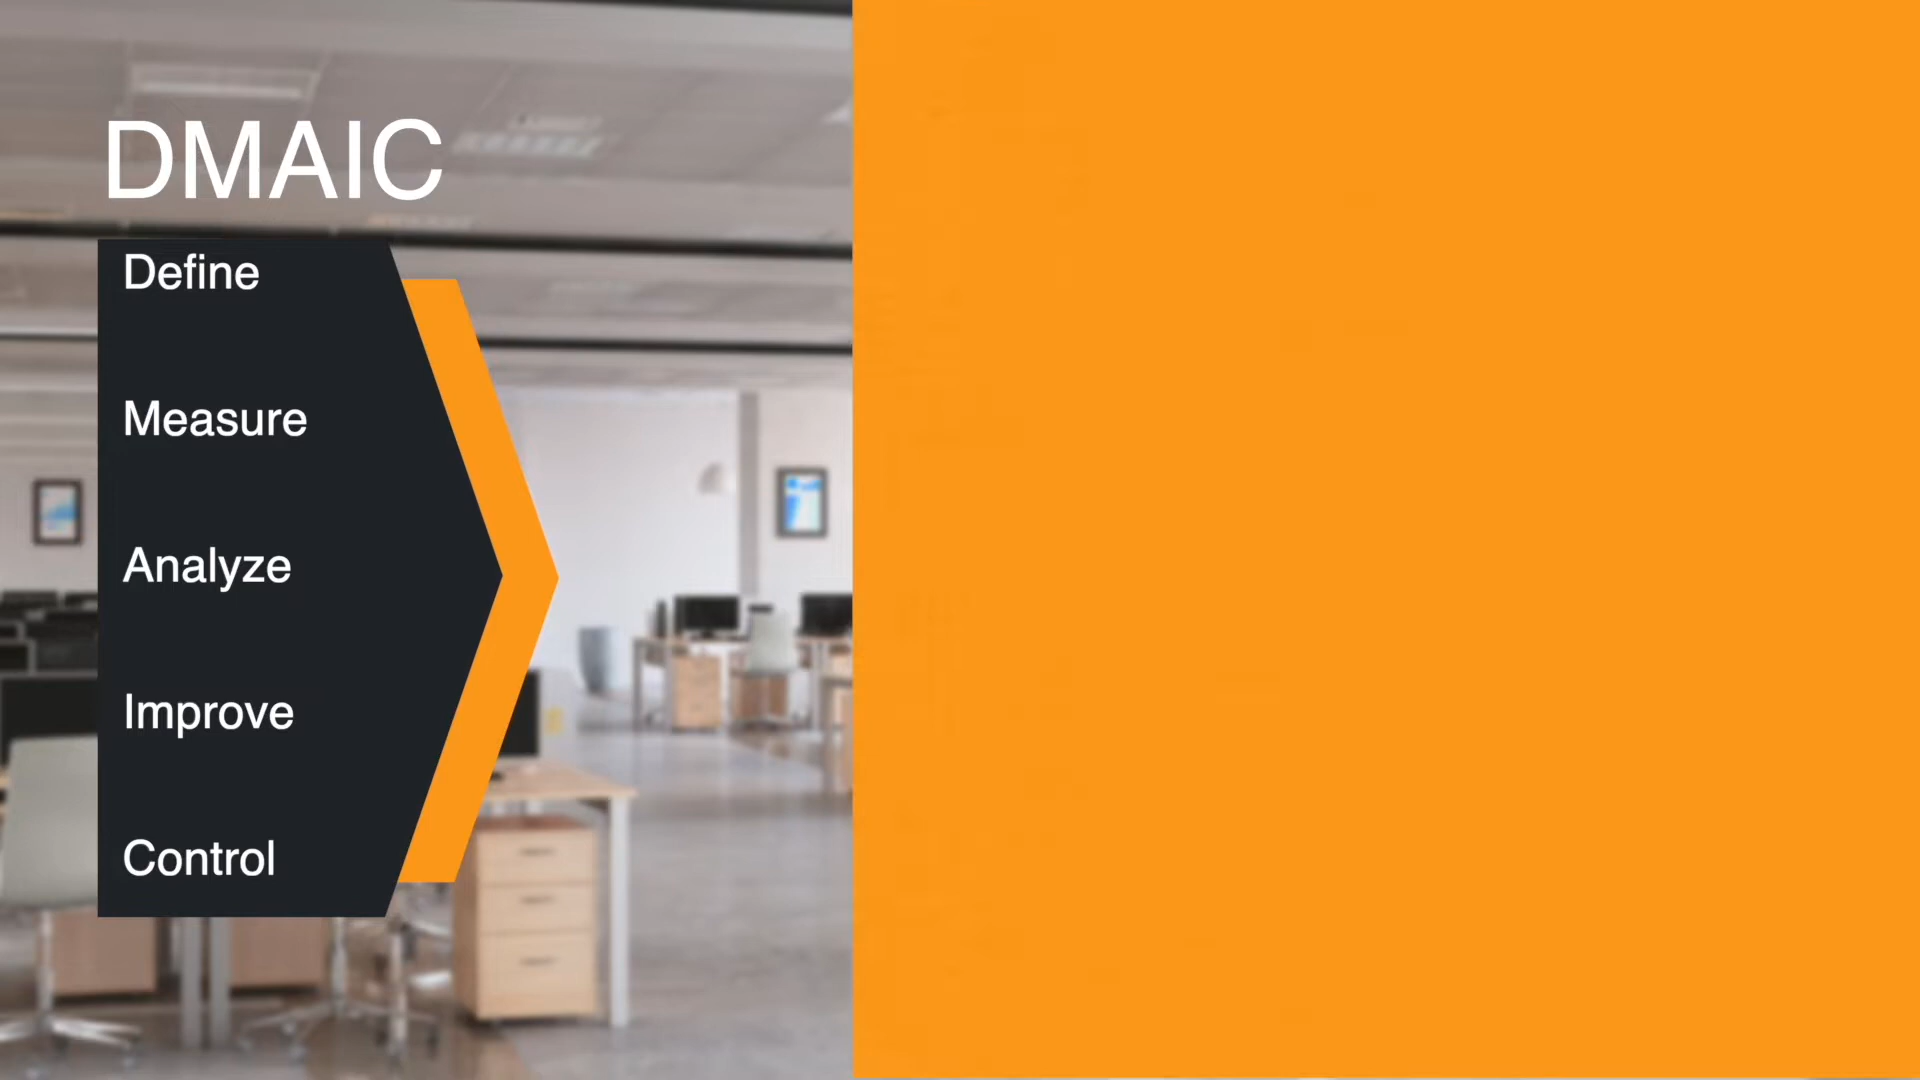 DMAIC
Define
Measure
Analyze
Improve
Control